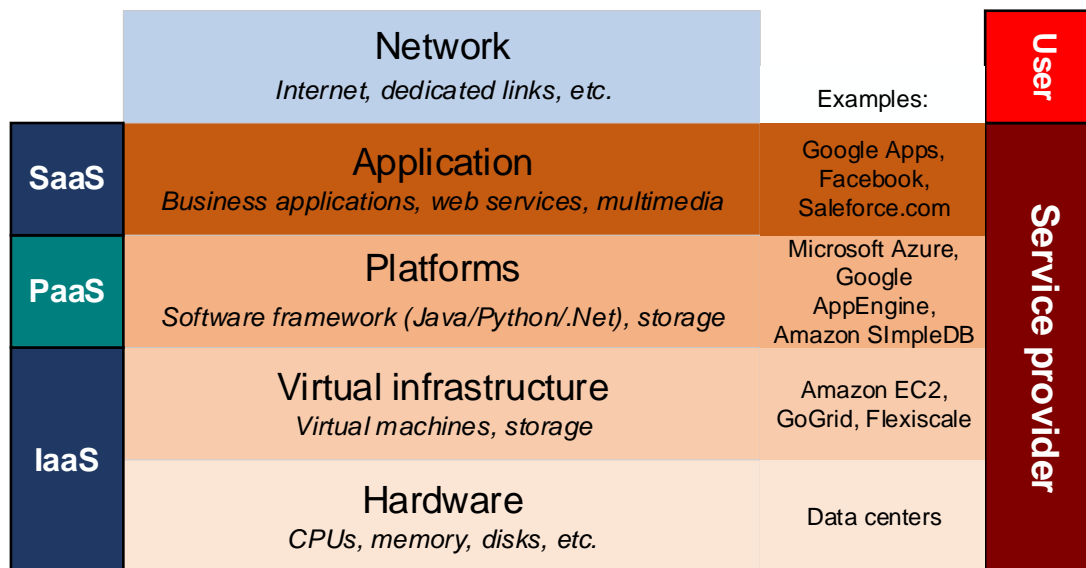 Network
Internet, dedicated links, etc.
Examples:
User
SaaS
Application
Business applications, web services, multimedia
Google Apps,
Facebook,
Saleforce.com
Service provider
PaaS
Platforms
Software framework (Java/Python/.Net), storage
Microsoft Azure,
Google
AppEngine,
Amazon SImpleDB
IaaS
Virtual infrastructure
Virtual machines, storage
Amazon EC2,
GoGrid, Flexiscale
Hardware
CPUs, memory, disks, etc.
Data centers